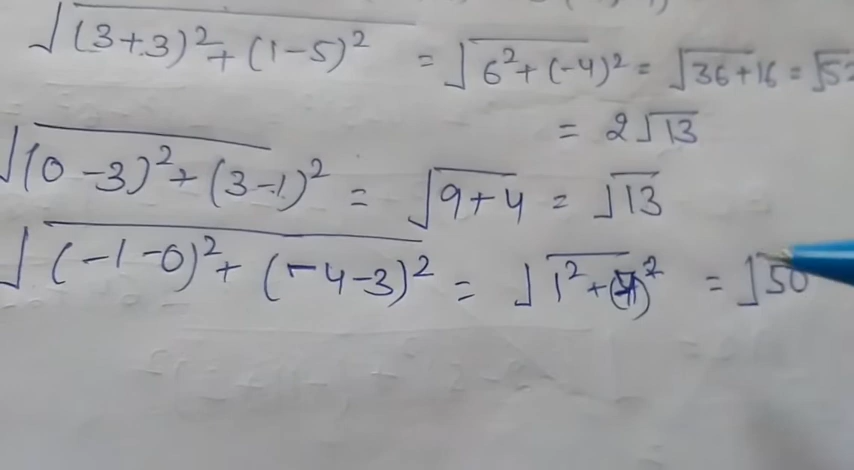 √(3+3)²+(1-5)² = √6²+(-4)² = √36+16 = √52
= 2√13
√(0-3)²+(3-1)² = √9+4 = √13
√(-1-0)²+(-4-3)² = √1²+(7)² = √50